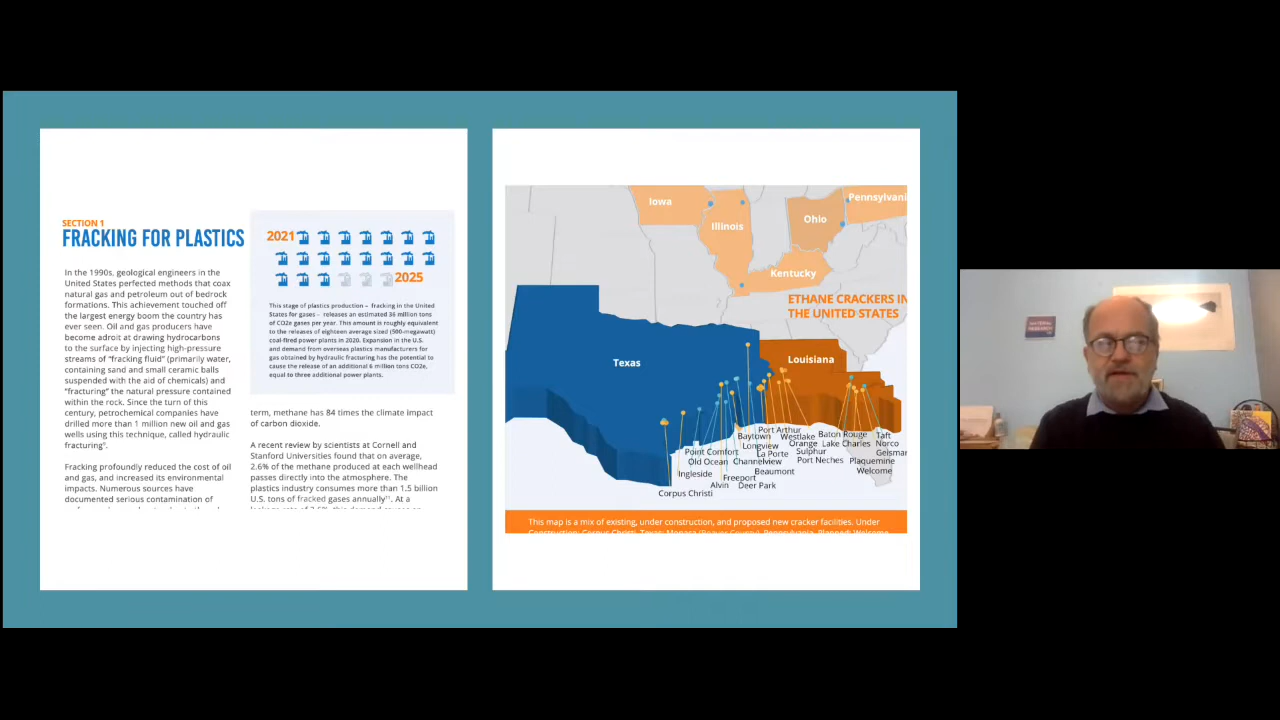 SECTION 1
FRACKING FOR PLASTICS
In the 1990s, geological engineers in the
United States perfected methods that coax
natural gas and petroleum out of bedrock
formations. This achievement touched off
the largest energy boom the country has
ever seen. Oil and gas producers have
become adroit at drawing hydrocarbons
to the surface by injecting high-pressure
streams of “fracking fluid” (primarily water,
containing sand and small ceramic balls
suspended with the aid of chemicals) and
“fracturing” the natural pressure contained
within the rock. Since the turn of this
century, petrochemical companies have
drilled more than 1 million new oil and gas
wells using this technique, called hydraulic
fracturing⁹.
Fracking profoundly reduced the cost of oil
and gas, and increased its environmental
impacts. Numerous sources have
documented serious contamination of
2021
2025
This stage of plastics production – fracking in the United
States for gases – releases an estimated 36 million tons
of CO2e gases per year. This amount is roughly equivalent
to the releases of eighteen average sized (500-megawatt)
coal-fired power plants in 2020. Expansion in the U.S.
and demand from overseas plastics manufacturers for
gas obtained by hydraulic fracturing has the potential to
cause the release of an additional 6 million tons CO2e,
equal to three additional power plants.
term, methane has 84 times the climate impact
of carbon dioxide.
A recent review by scientists at Cornell and
Stanford Universities found that on average,
2.6% of the methane produced at each wellhead
passes directly into the atmosphere. The
plastics industry consumes more than 1.5 billion
U.S. tons of fracked gases annually¹¹. At a
Iowa
Illinois
Ohio
Pennsylvani
Kentucky
ETHANE CRACKERS IN
THE UNITED STATES
Texas
Louisiana
Port Arthur
Baytown
Westlake
Baton Rouge
Taft
Longview
Orange
Lake Charles
Norco
Point Comfort
La Porte
Sulphur
Geismar
Old Ocean
Channelview
Port Neches
Plaquemine
Ingleside
Beaumont
Welcome
Freeport
Alvin
Deer Park
Corpus Christi
This map is a mix of existing, under construction, and proposed new cracker facilities. Under
Construction: Corpus Christi, Texas; Monaca (Beaver County), Pennsylvania. Planned: Welcome